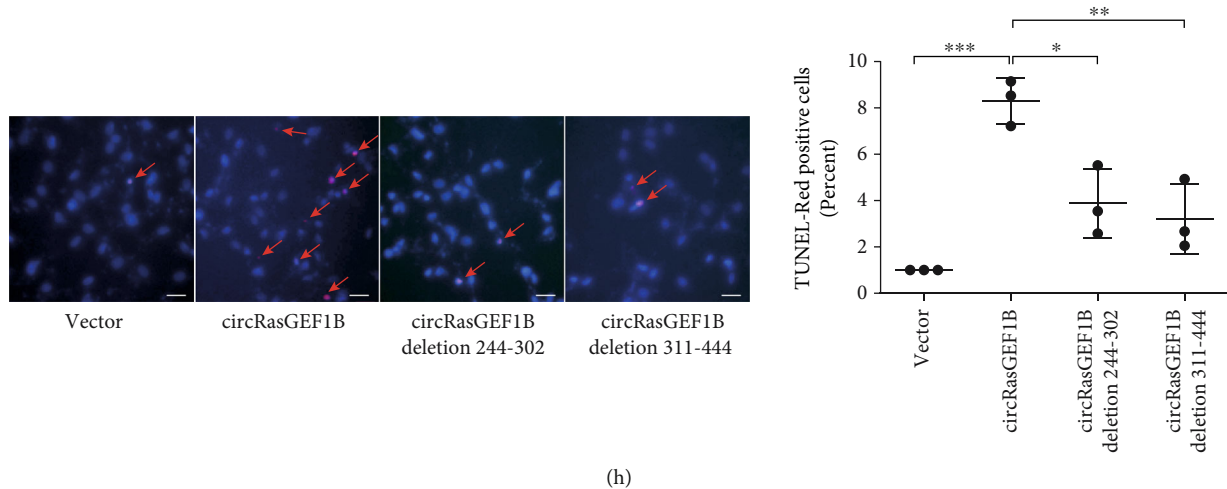 Vector
circRasGEF1B
circRasGEF1B
deletion 244-302
circRasGEF1B
deletion 311-444
**
***
*
10
8
6
4
2
0
TUNEL-Red positive cells
(Percent)
Vector
circRasGEF1B
circRasGEF1B
deletion 244-302
circRasGEF1B
deletion 311-444
(h)